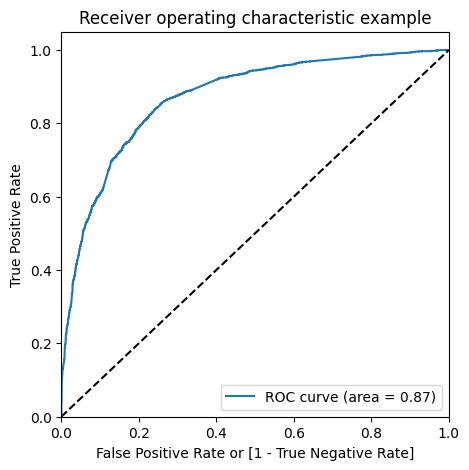 Receiver operating characteristic example
1.0
0.8
0.6
0.4
0.2
0.0
True Positive Rate
ROC curve (area = 0.87)
0.0 0.2 0.4 0.6 0.8 1.0
False Positive Rate or [1 - True Negative Rate]